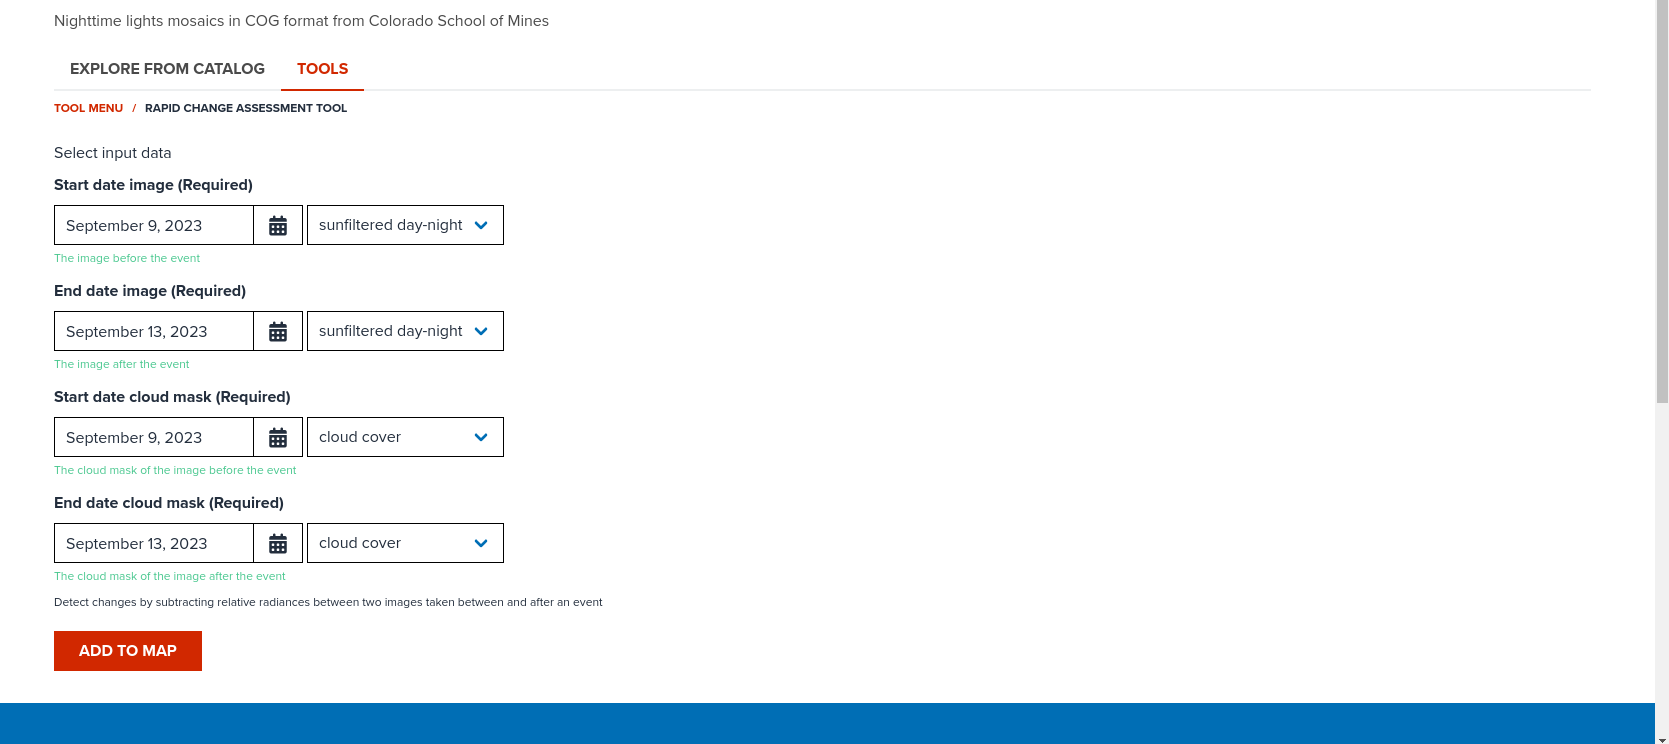 Nighttime lights mosaics in COG format from Colorado School of Mines
EXPLORE FROM CATALOG TOOLS
TOOL MENU / RAPID CHANGE ASSESSMENT TOOL
Select input data
Start date image (Required)
September 9, 2023 sunfiltered day-night
The image before the event
End date image (Required)
September 13, 2023 sunfiltered day-night
The image after the event
Start date cloud mask (Required)
September 9, 2023 cloud cover
The cloud mask of the image before the event
End date cloud mask (Required)
September 13, 2023 cloud cover
The cloud mask of the image after the event
Detect changes by subtracting relative radiances between two images taken between and after an event
ADD TO MAP